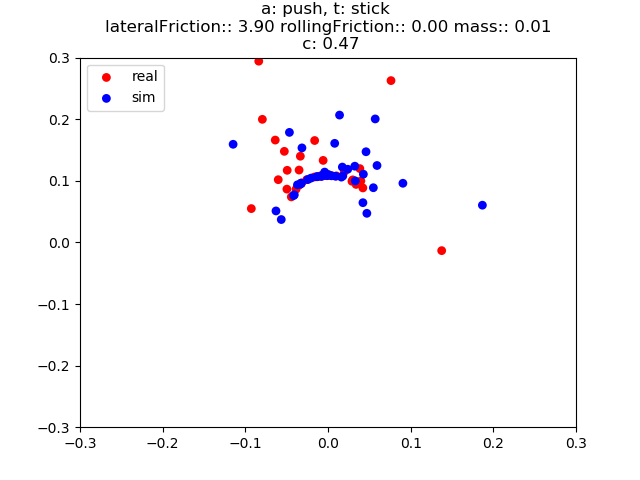 a: push, t: stick
lateralFriction:: 3.90 rollingFriction:: 0.00 mass:: 0.01
c: 0.47
real
sim
0.3
0.2
0.1
0.0
−0.1
−0.2
−0.3
−0.3 −0.2 −0.1 0.0 0.1 0.2 0.3